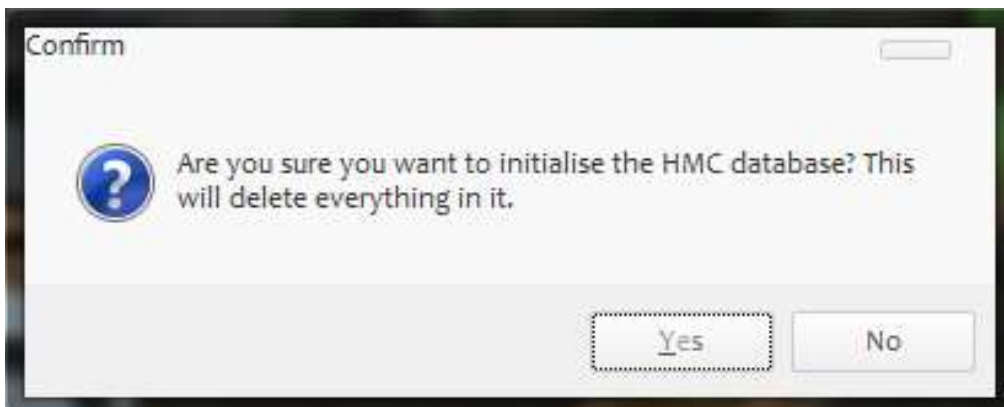 Confirm
Are you sure you want to initialise the HMC database? This
will delete everything in it.
Yes
No